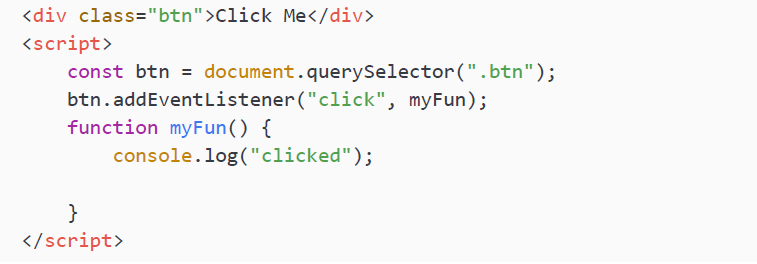 <div class="btn">Click Me</div>
<script>
    const btn = document.querySelector(".btn");
    btn.addEventListener("click", myFun);
    function myFun() {
        console.log("clicked");

    }
</script>